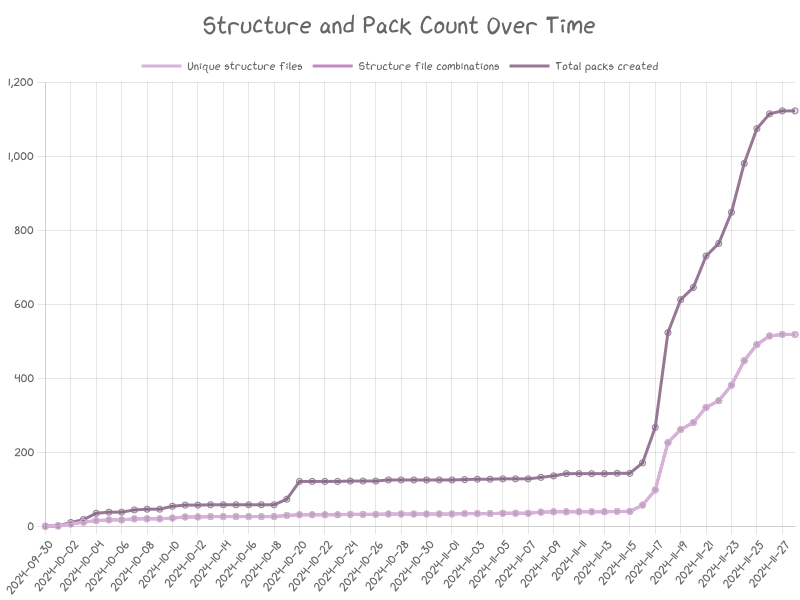 Structure and Pack Count Over Time
Unique structure files Structure file combinations Total packs created
1,200
1,000
800
600
400
200
0
2024-09-30 2024-10-02 2024-10-04 2024-10-06 2024-10-08 2024-10-10 2024-10-12 2024-10-14 2024-10-16 2024-10-18 2024-10-20 2024-10-22 2024-10-24 2024-10-26 2024-10-28 2024-10-30 2024-11-01 2024-11-03 2024-11-05 2024-11-07 2024-11-09 2024-11-11 2024-11-13 2024-11-15 2024-11-17 2024-11-19 2024-11-21 2024-11-23 2024-11-25 2024-11-27